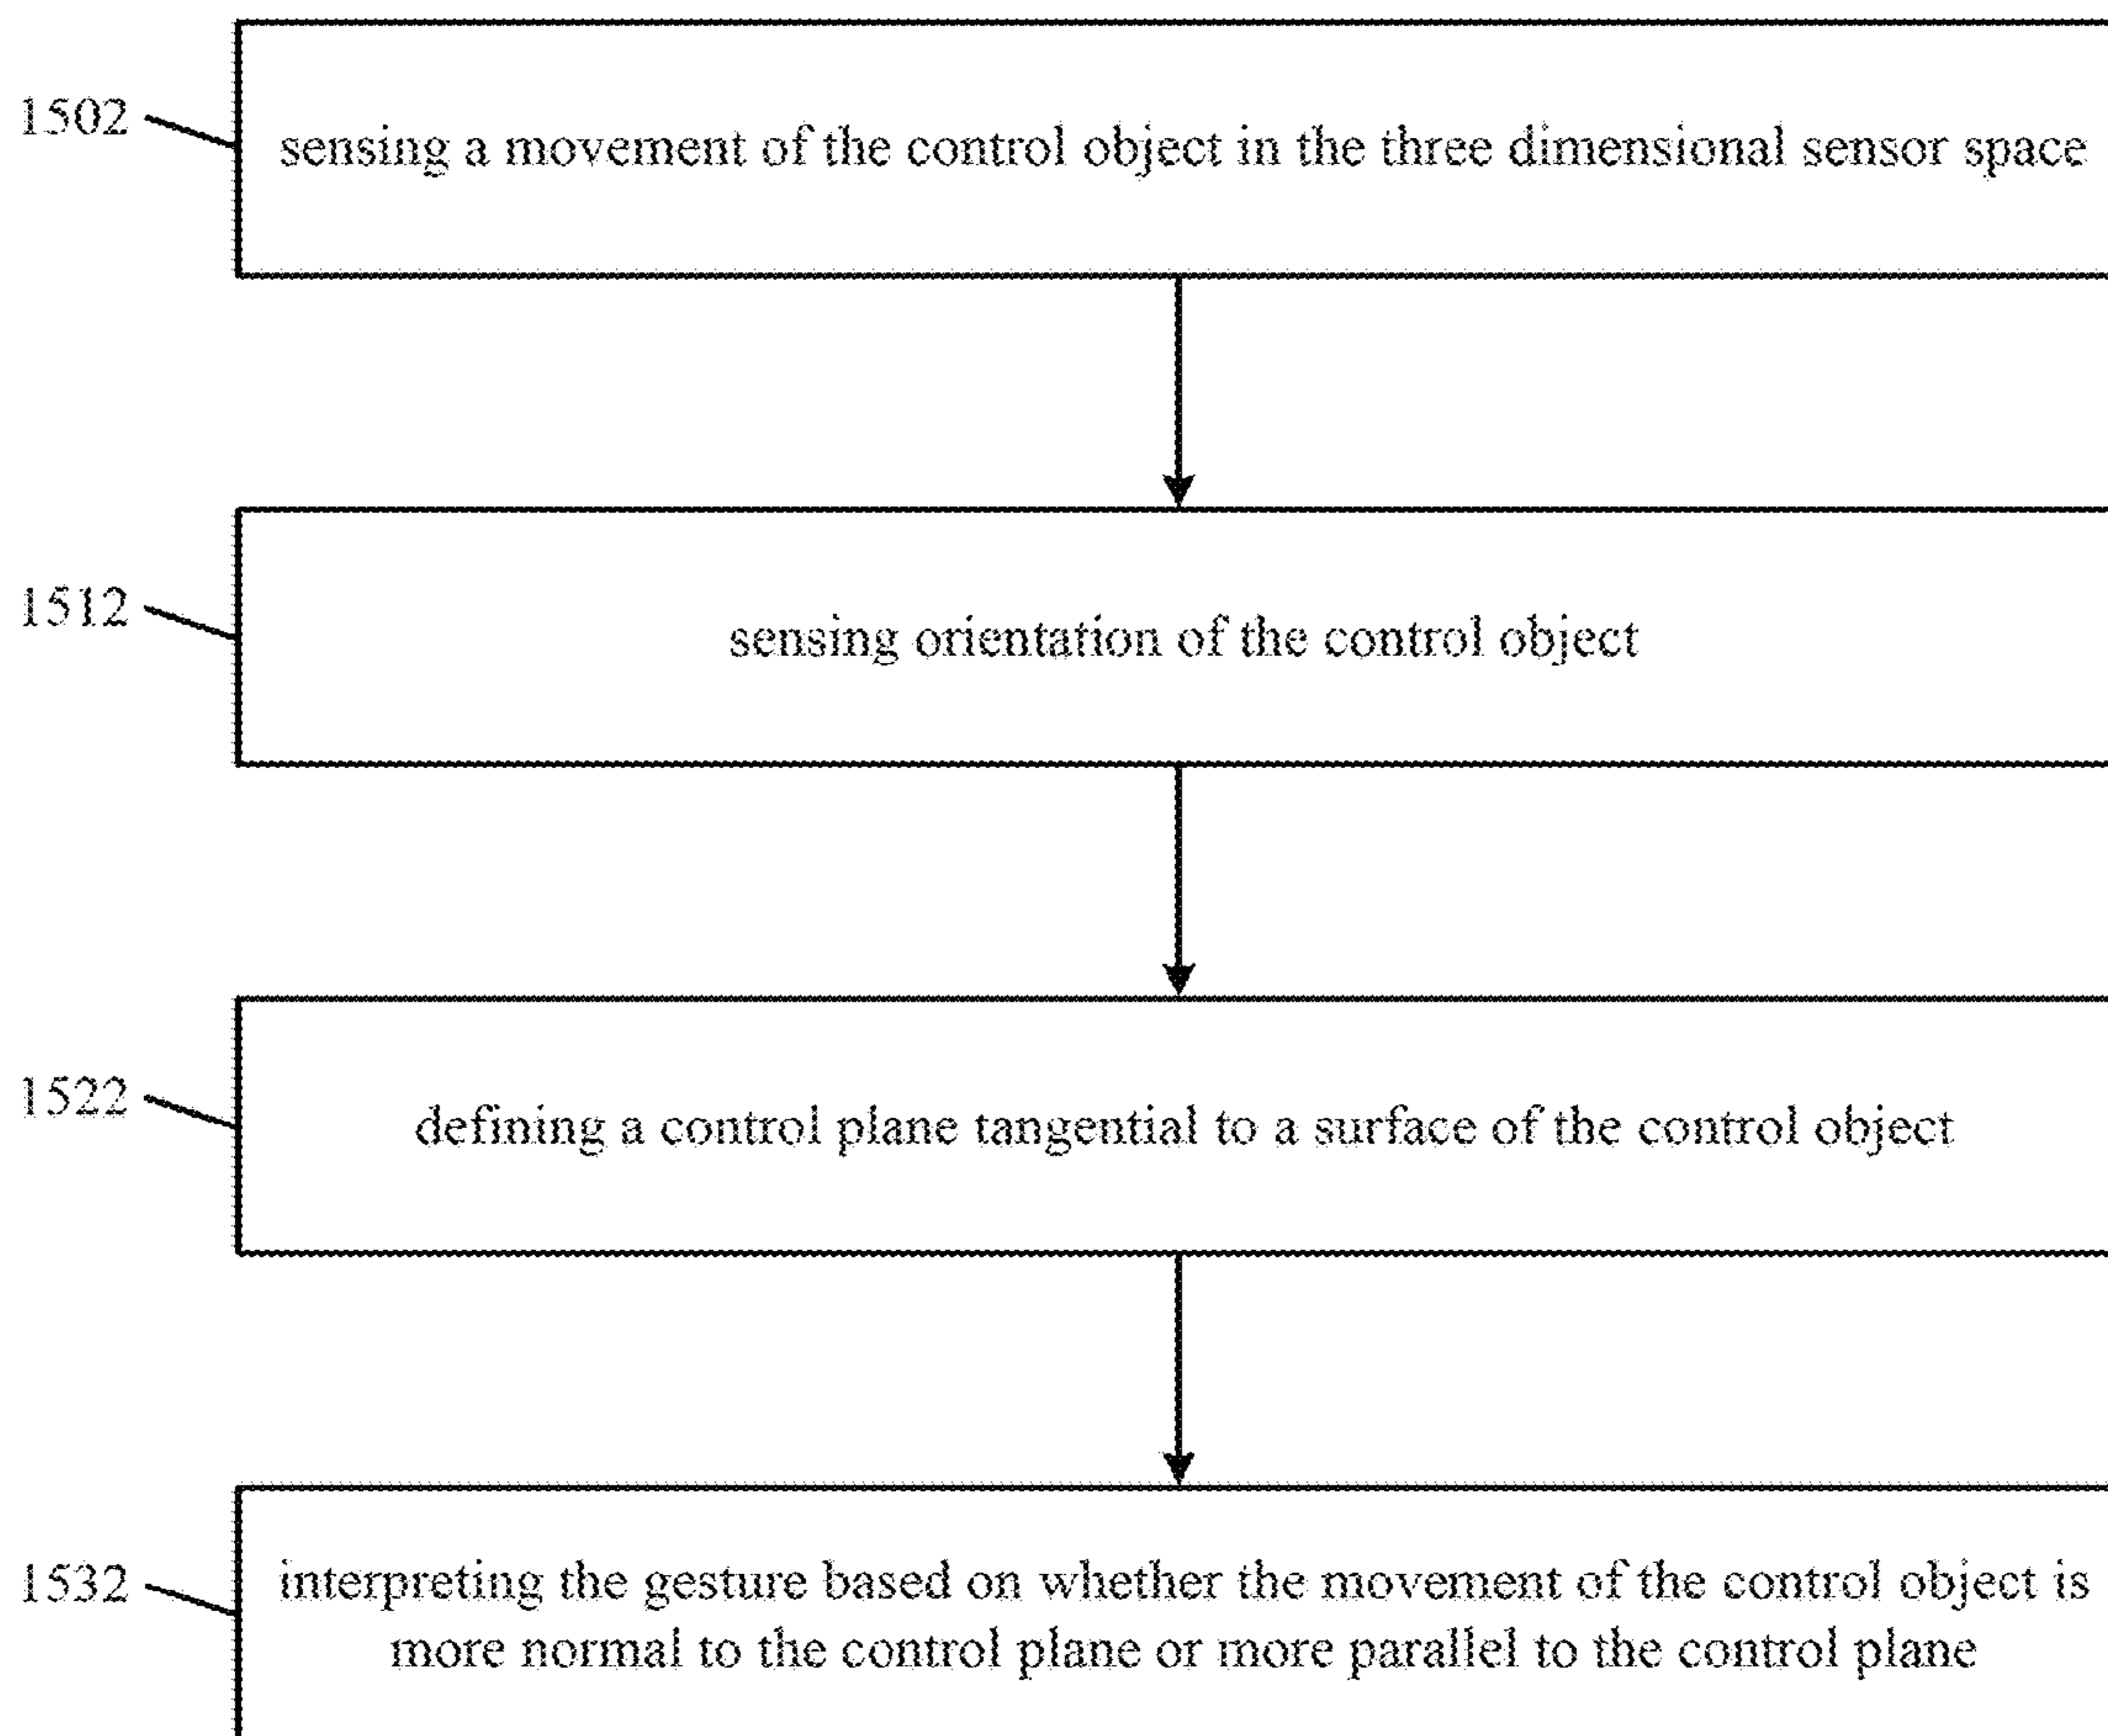 1502
sensing a movement of the control object in the three dimensional sensor space
1512
sensing orientation of the control object
1522
defining a control plane tangential to a surface of the control object
1532
interpreting the gesture based on whether the movement of the control object is
more normal to the control plane or more parallel to the control plane